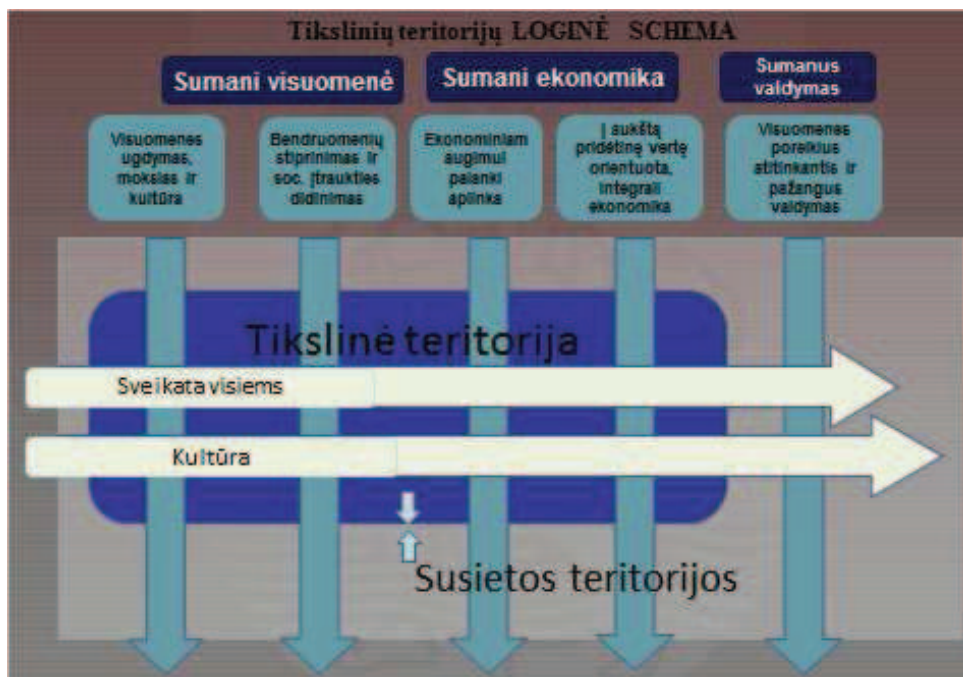 Tikslinių teritorijų LOGINĖ SCHEMA
Sumani visuomenė
Sumani ekonomika
Sumanus
valdymas
Visuomenes
ugdymas,
mokslas ir
kultūra
Bendruomenių
stiprinimas ir
soc. įtraukties
didinimas
Ekonominiam
augimui
palanki
aplinka
Į aukštą
pridėtinę vertę
orientuota,
integrali
ekonomika
Visuomenes
poreikius
atitinkantis ir
pažangus
valdymas
Tikslinė teritorija
Sveikata visiems
Kultūra
Susietos teritorijos